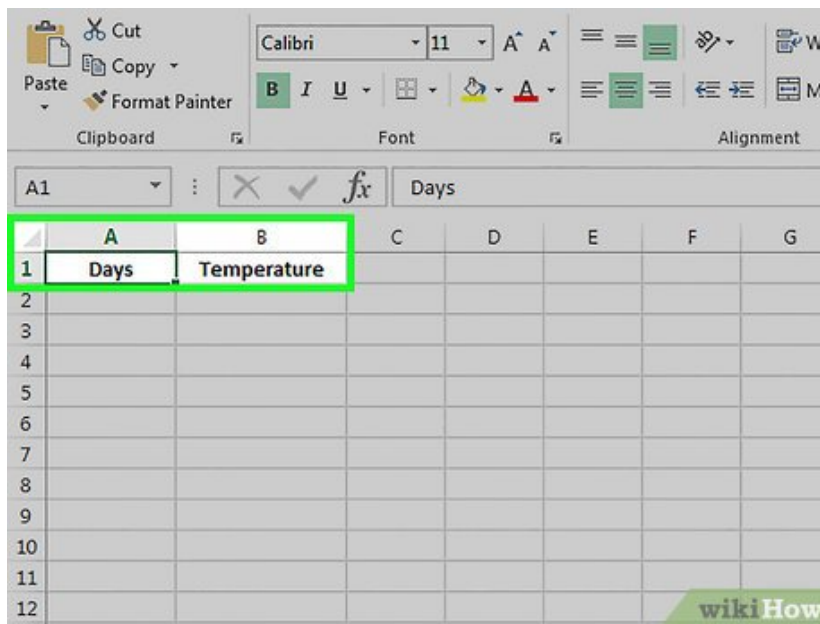 Cut
Copy
Paste
Format Painter
Clipboard
Calibri
11
A A
B I U
A
Font
Alignment
A1
fx
Days
A B C D E F G
1 Days Temperature
2
3
4
5
6
7
8
9
10
11
12
wikiHow